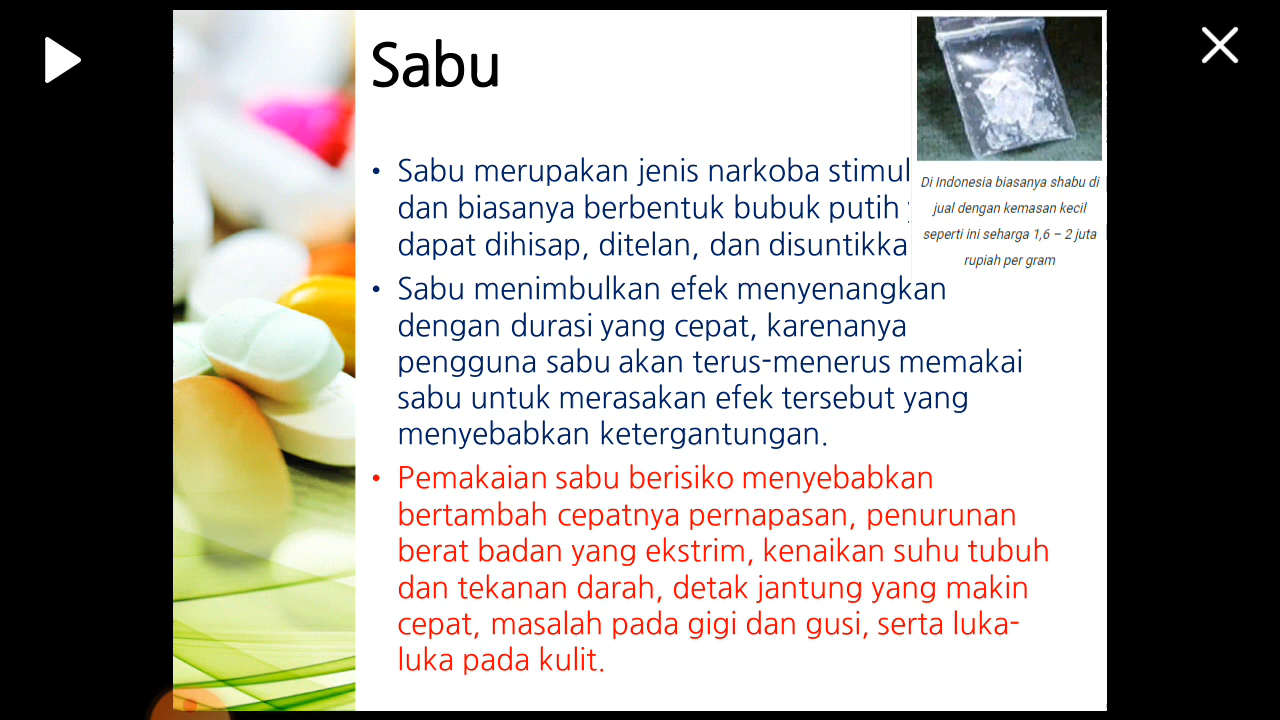 Sabu
• Sabu merupakan jenis narkoba
dan biasanya berbentuk bubuk putih
dapat dihisap, ditelan, dan
• Sabu menimbulkan efek menyenangkan
dengan durasi yang cepat, karenanya
pengguna sabu akan terus-menerus memakai
sabu untuk merasakan efek tersebut yang
menyebabkan ketergantungan.
• Pemakaian sabu berisiko menyebabkan
bertambah cepatnya pernapasan, penurunan
berat badan yang ekstrim, kenaikan suhu tubuh
dan tekanan darah, detak jantung yang makin
cepat, masalah pada gigi dan gusi, serta luka-
luka pada kulit.
Di Indonesia biasanya shabu di
jual dengan kemasan kecil
seperti ini seharga 1,6 – 2 juta
rupiah per gram